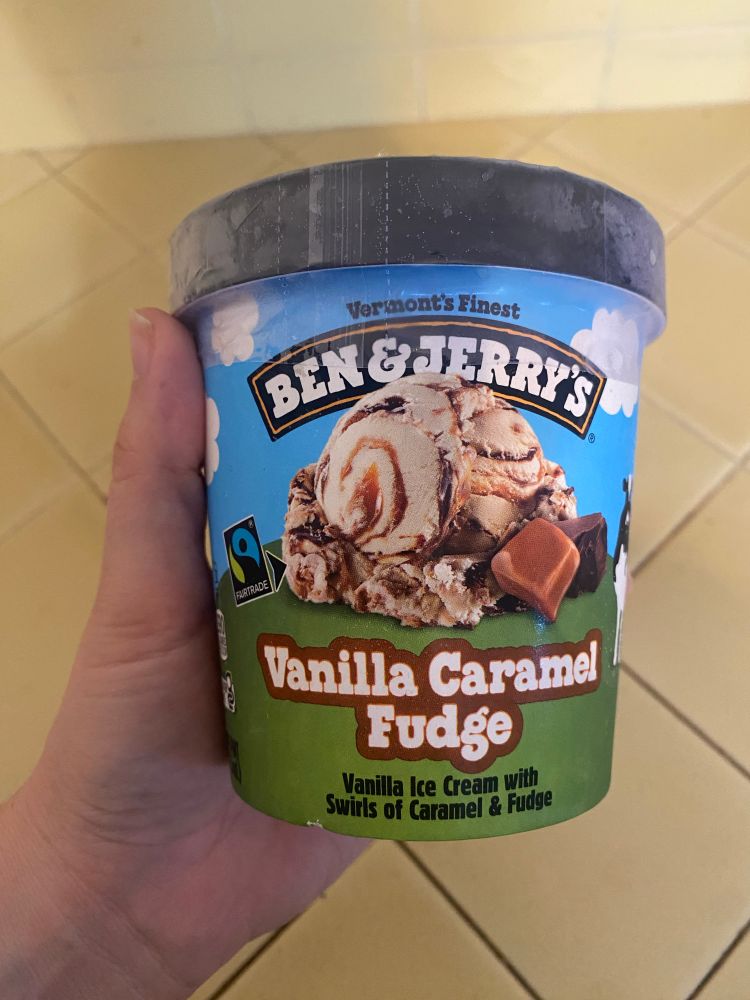 Vermont's Finest
BEN & JERRY'S
®
FAIRTRADE
®
Vanilla Caramel
Fudge
Vanilla Ice Cream with
Swirls of Caramel & Fudge